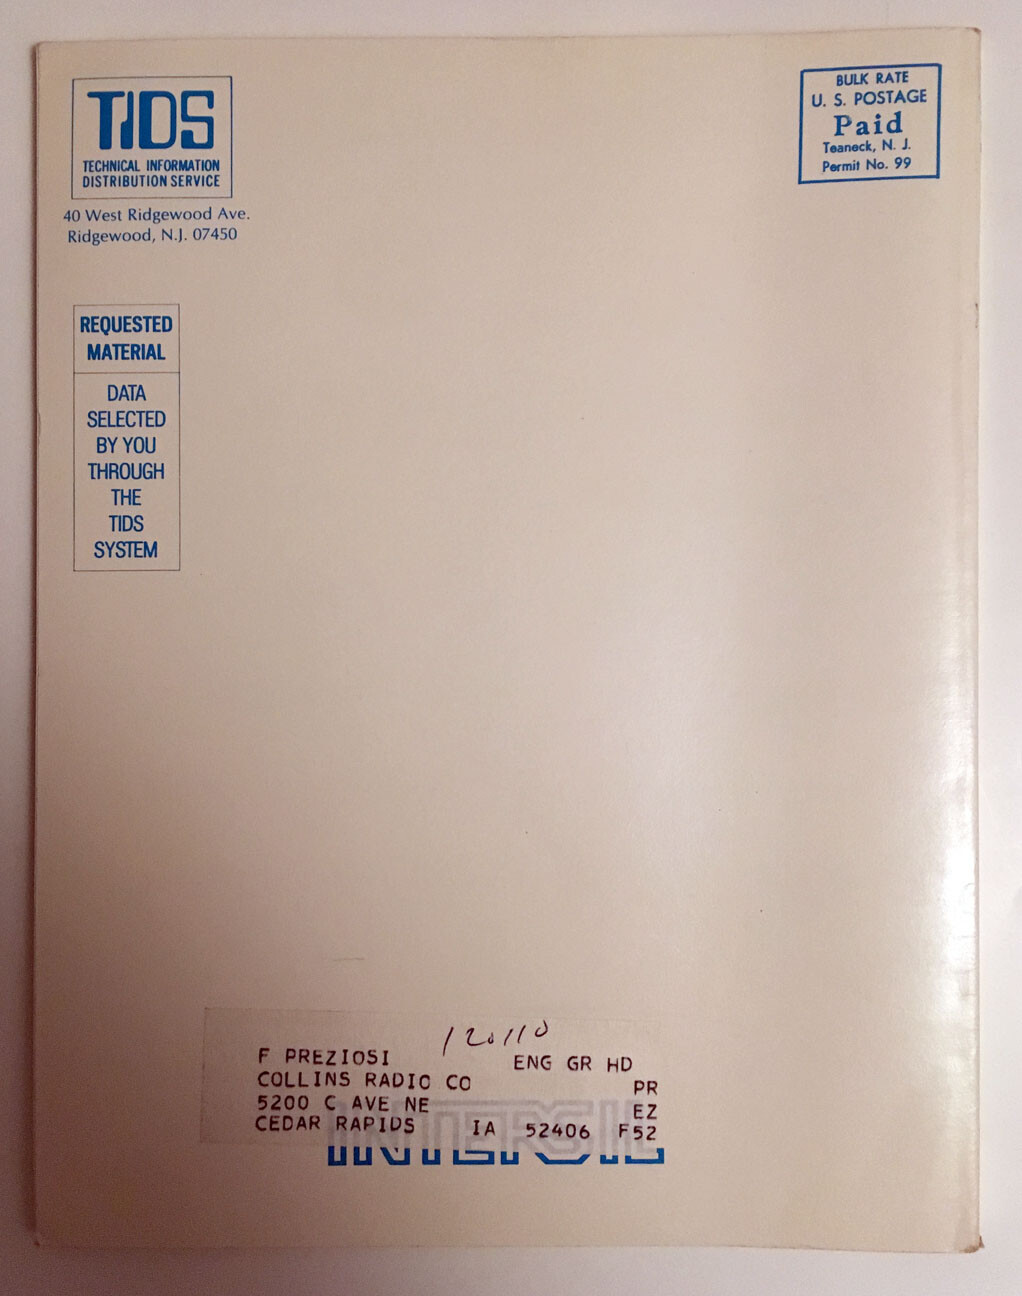 TIDS
TECHNICAL INFORMATION
DISTRIBUTION SERVICE
40 West Ridgewood Ave.
Ridgewood, N.J. 07450
BULK RATE
U. S. POSTAGE
Paid
Teaneck, N. J.
Permit No. 99
REQUESTED
MATERIAL
DATA
SELECTED
BY YOU
THROUGH
THE
TIDS
SYSTEM
120110
F PREZIOSI ENG GR HD
COLLINS RADIO CO PR
5200 C AVE NE EZ
CEDAR RAPIDS IA 52406 F52
INTERSIL